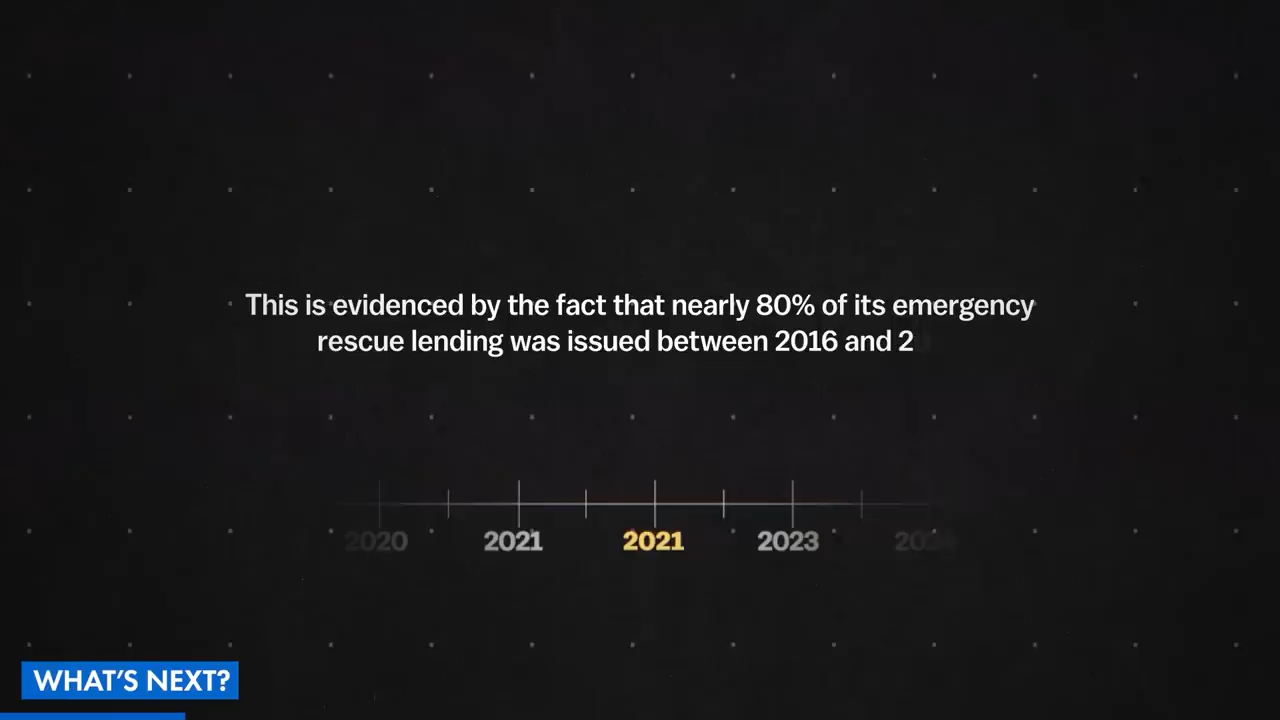 This is evidenced by the fact that nearly 80% of its emergency
rescue lending was issued between 2016 and 2
2020 2021 2021 2023
WHAT'S NEXT?